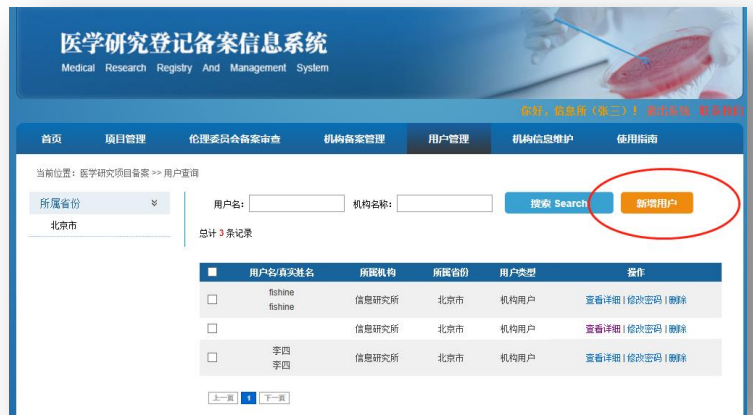 医学研究登记备案信息系统
Medical Research Registry And Management System
你好，信息所（张三）！ 退出系统 联系我们
首页 项目管理 伦理委员会备案审查 机构备案管理 用户管理 机构信息维护 使用指南
当前位置：医学研究项目备案 >> 用户查询
所属省份
北京市
用户名： 机构名称： 搜索 Search 新增用户
总计 3 条记录
用户名/真实姓名 所属机构 所属省份 用户类型 操作
fishine
fishine
信息研究所 北京市 机构用户 查看详细 | 修改密码 | 删除
信息研究所 北京市 机构用户 查看详细 | 修改密码 | 删除
李四
李四
信息研究所 北京市 机构用户 查看详细 | 修改密码 | 删除
上一页 1 下一页